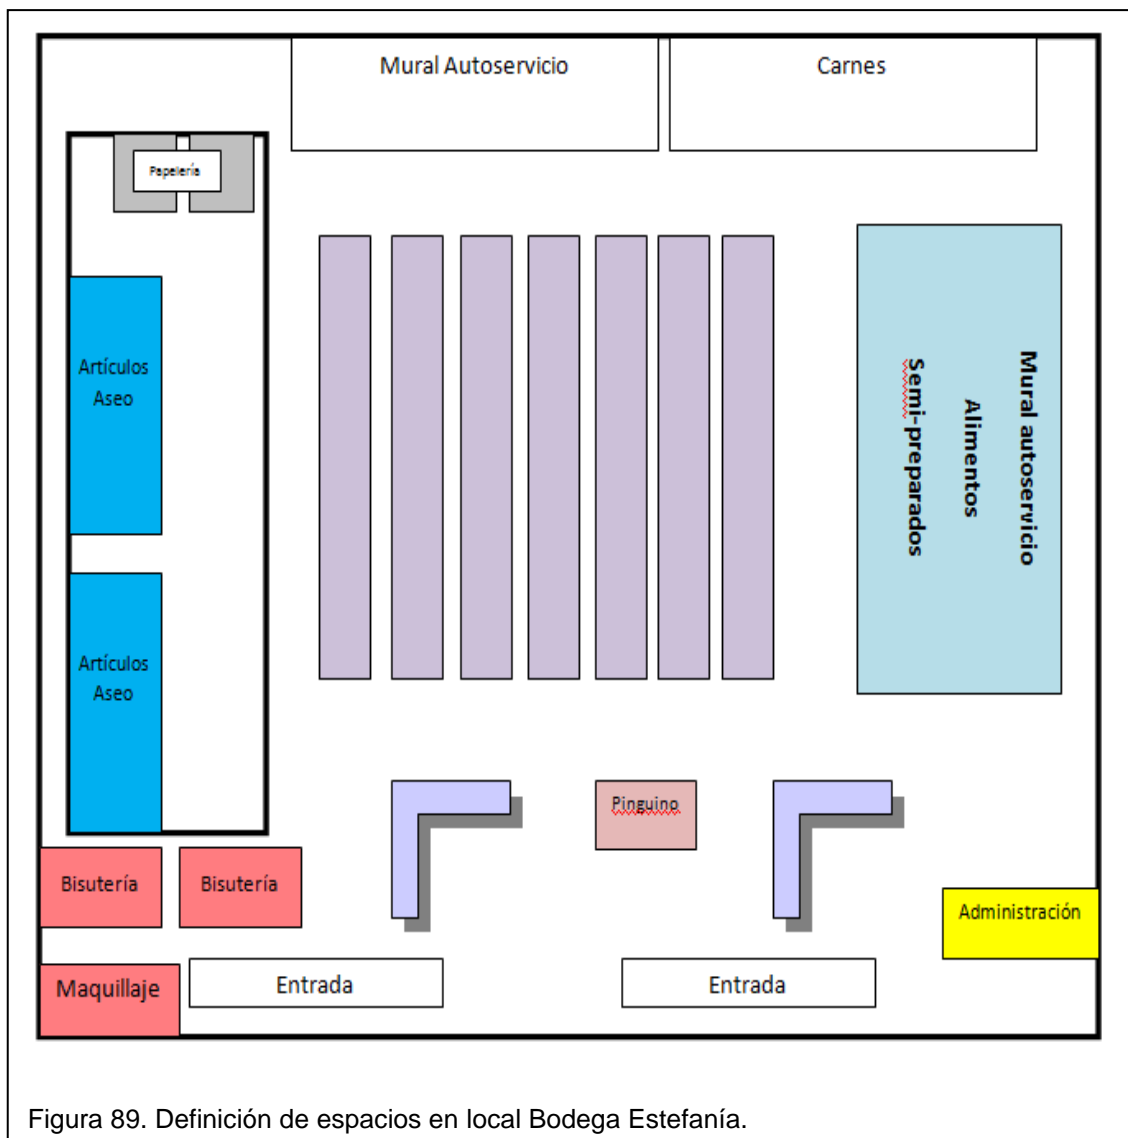 Mural Autoservicio
Carnes
Papelería
Artículos
Aseo
Mural autoservicio
Alimentos
Semi-preparados
Artículos
Aseo
Pinguino
Bisutería
Bisutería
Administración
Maquillaje
Entrada
Entrada
Figura 89. Definición de espacios en local Bodega Estefanía.